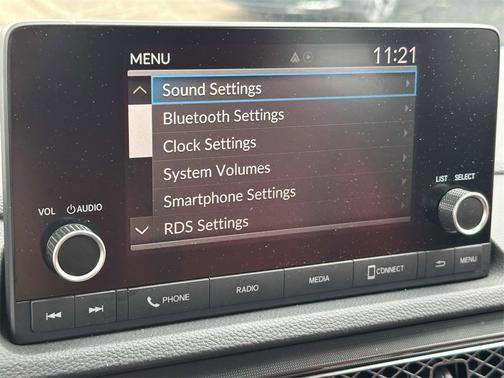 MENU 11:21
Sound Settings
Bluetooth Settings
Clock Settings
System Volumes
Smartphone Settings
RDS Settings
VOL AUDIO
LIST SELECT
PHONE RADIO MEDIA CONNECT MENU